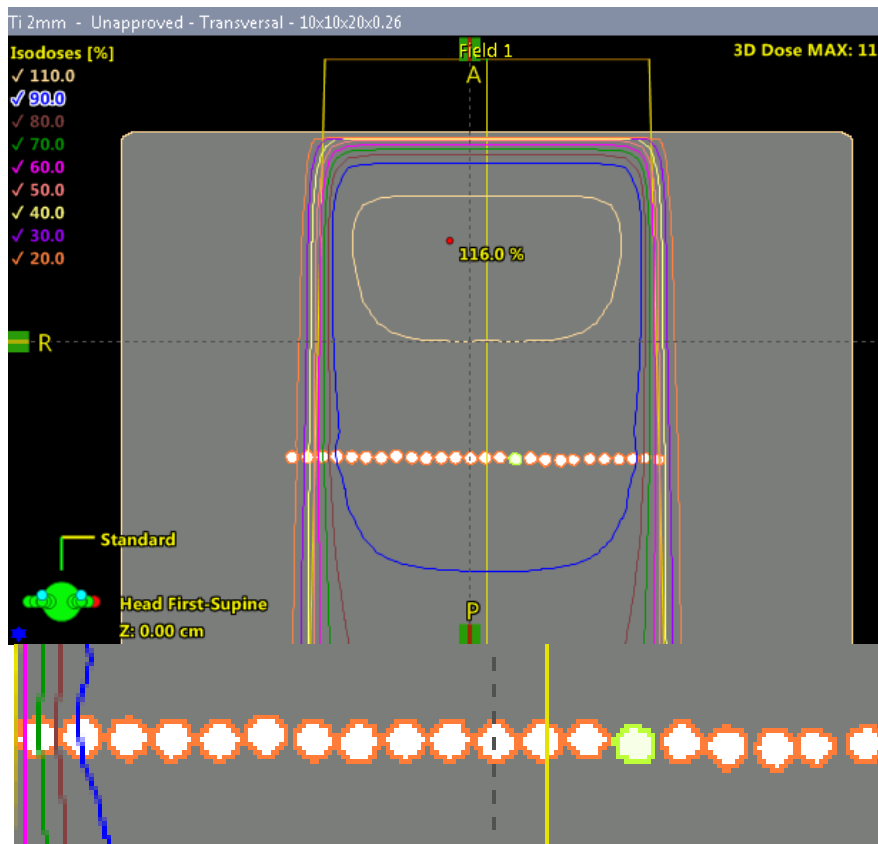 Ti 2mm - Unapproved - Transversal - 10x10x20x0.26
Isodoses [%]
Field 1
3D Dose MAX: 11
A
✓ 110.0
✓ 90.0
✓ 80.0
✓ 70.0
✓ 60.0
✓ 50.0
✓ 40.0
✓ 30.0
✓ 20.0
116.0 %
R
Standard
Head First-Supine
Z: 0.00 cm
P